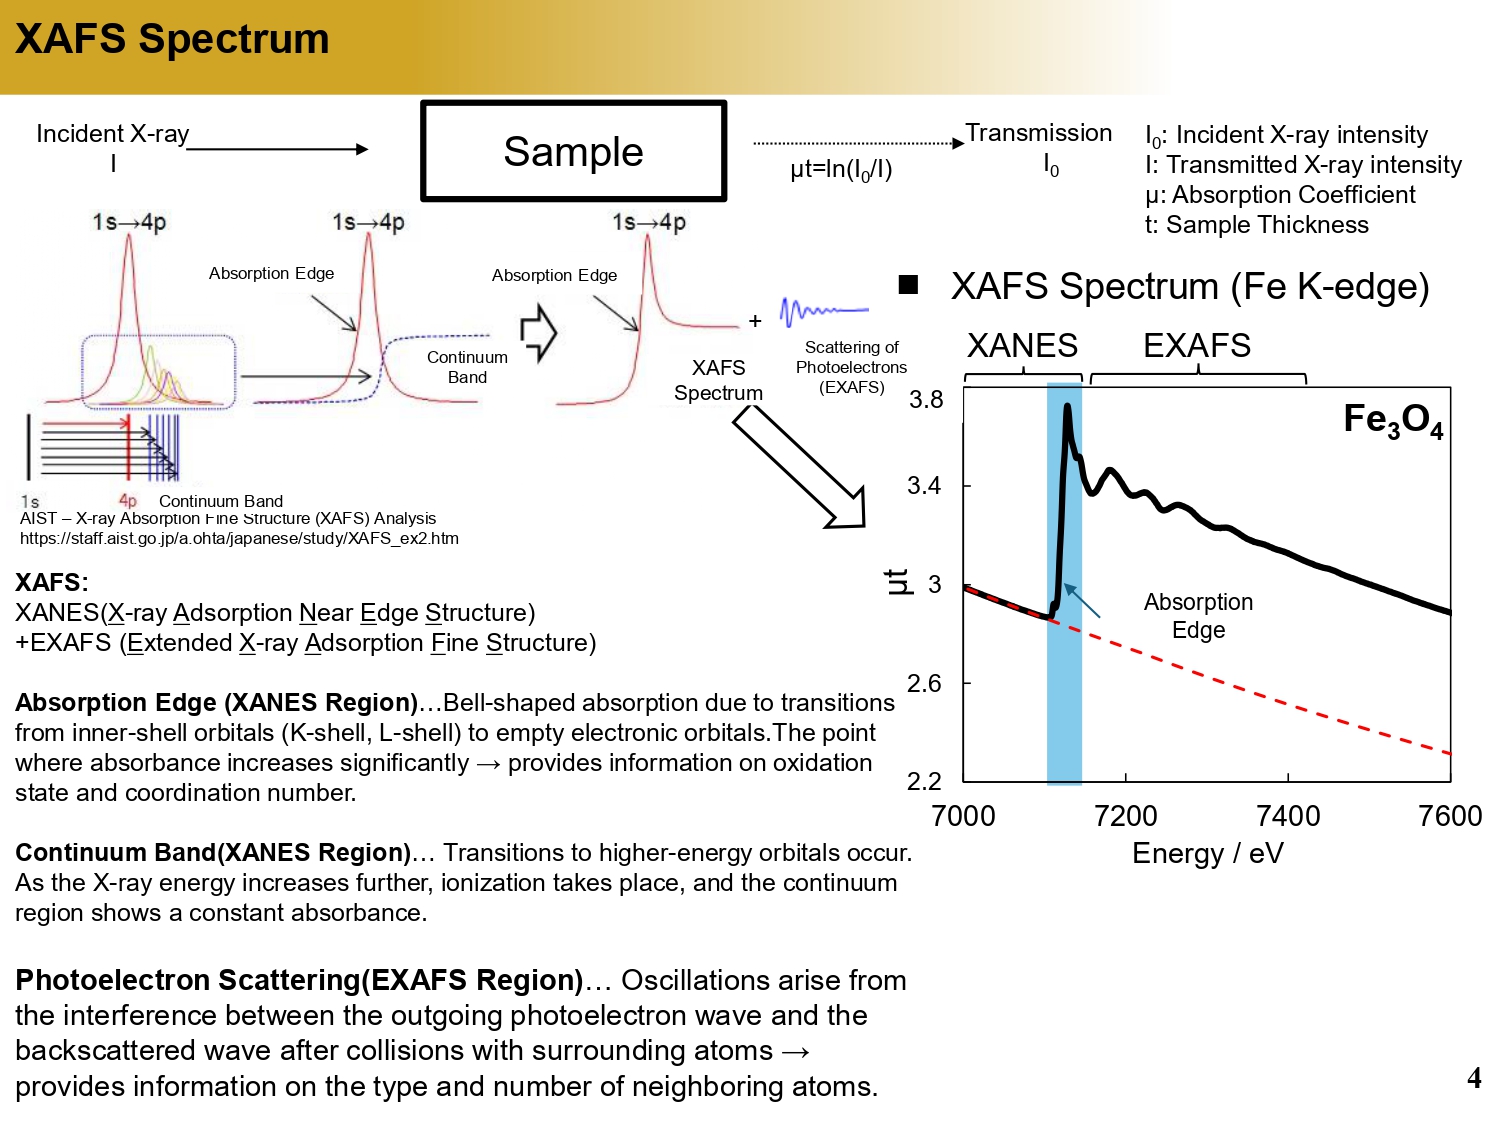 XAFS Spectrum
Incident X-ray
I
Sample
µt=ln(I₀/I)
Transmission
I₀
I₀: Incident X-ray intensity
I: Transmitted X-ray intensity
µ: Absorption Coefficient
t: Sample Thickness
1s→4p
1s→4p
1s→4p
Absorption Edge
Absorption Edge
Continuum
Band
+
Scattering of
Photoelectrons
(EXAFS)
XAFS
Spectrum
1s
4p
Continuum Band
AIST – X-ray Absorption Fine Structure (XAFS) Analysis
https://staff.aist.go.jp/a.ohta/japanese/study/XAFS_ex2.htm
■ XAFS Spectrum (Fe K-edge)
XANES
EXAFS
Fe₃O₄
3.8
3.4
3
2.6
2.2
µt
Absorption
Edge
7000
7200
7400
7600
Energy / eV
XAFS:
XANES(X-ray Adsorption Near Edge Structure)
+EXAFS (Extended X-ray Adsorption Fine Structure)
Absorption Edge (XANES Region)…Bell-shaped absorption due to transitions
from inner-shell orbitals (K-shell, L-shell) to empty electronic orbitals.The point
where absorbance increases significantly → provides information on oxidation
state and coordination number.
Continuum Band(XANES Region)… Transitions to higher-energy orbitals occur.
As the X-ray energy increases further, ionization takes place, and the continuum
region shows a constant absorbance.
Photoelectron Scattering(EXAFS Region)… Oscillations arise from
the interference between the outgoing photoelectron wave and the
backscattered wave after collisions with surrounding atoms →
provides information on the type and number of neighboring atoms.
4